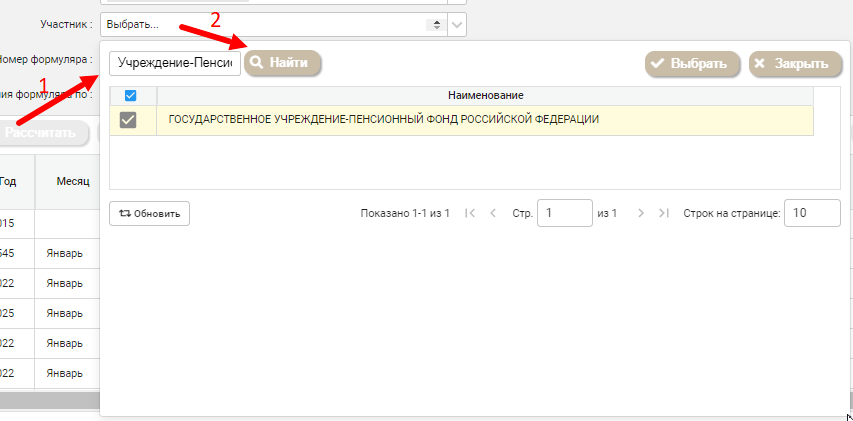 Участник :
Выбрать...
2
Номер формуляра :
1
Учреждение-Пенси
Найти
Выбрать
Закрыть
ия формуляра по :
Наименование
ГОСУДАРСТВЕННОЕ УЧРЕЖДЕНИЕ-ПЕНСИОННЫЙ ФОНД РОССИЙСКОЙ ФЕДЕРАЦИИ
Рассчитать
Год
Месяц
Обновить
Показано 1-1 из 1
Стр.
1
из 1
Строк на странице:
10
015
545
Январь
022
Январь
025
Январь
022
Январь
022
Январь